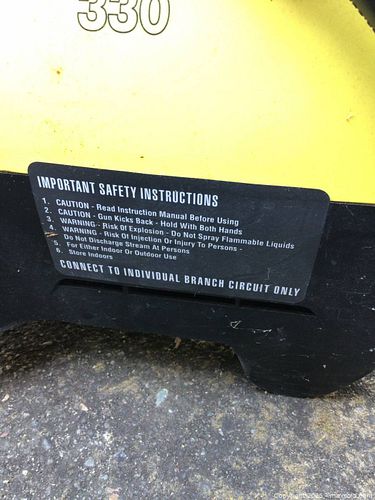 330
IMPORTANT SAFETY INSTRUCTIONS
1. CAUTION - Read Instruction Manual Before Using
2. CAUTION - Gun Kicks Back - Hold With Both Hands
3. WARNING - Risk of Explosion - Do Not Spray Flammable Liquids
4. WARNING - Risk Of Injection Or Injury To Persons -
Do Not Discharge Stream At Persons
5. For Either Indoor Or Outdoor Use
6. Store Indoors
CONNECT TO INDIVIDUAL BRANCH CIRCUIT ONLY